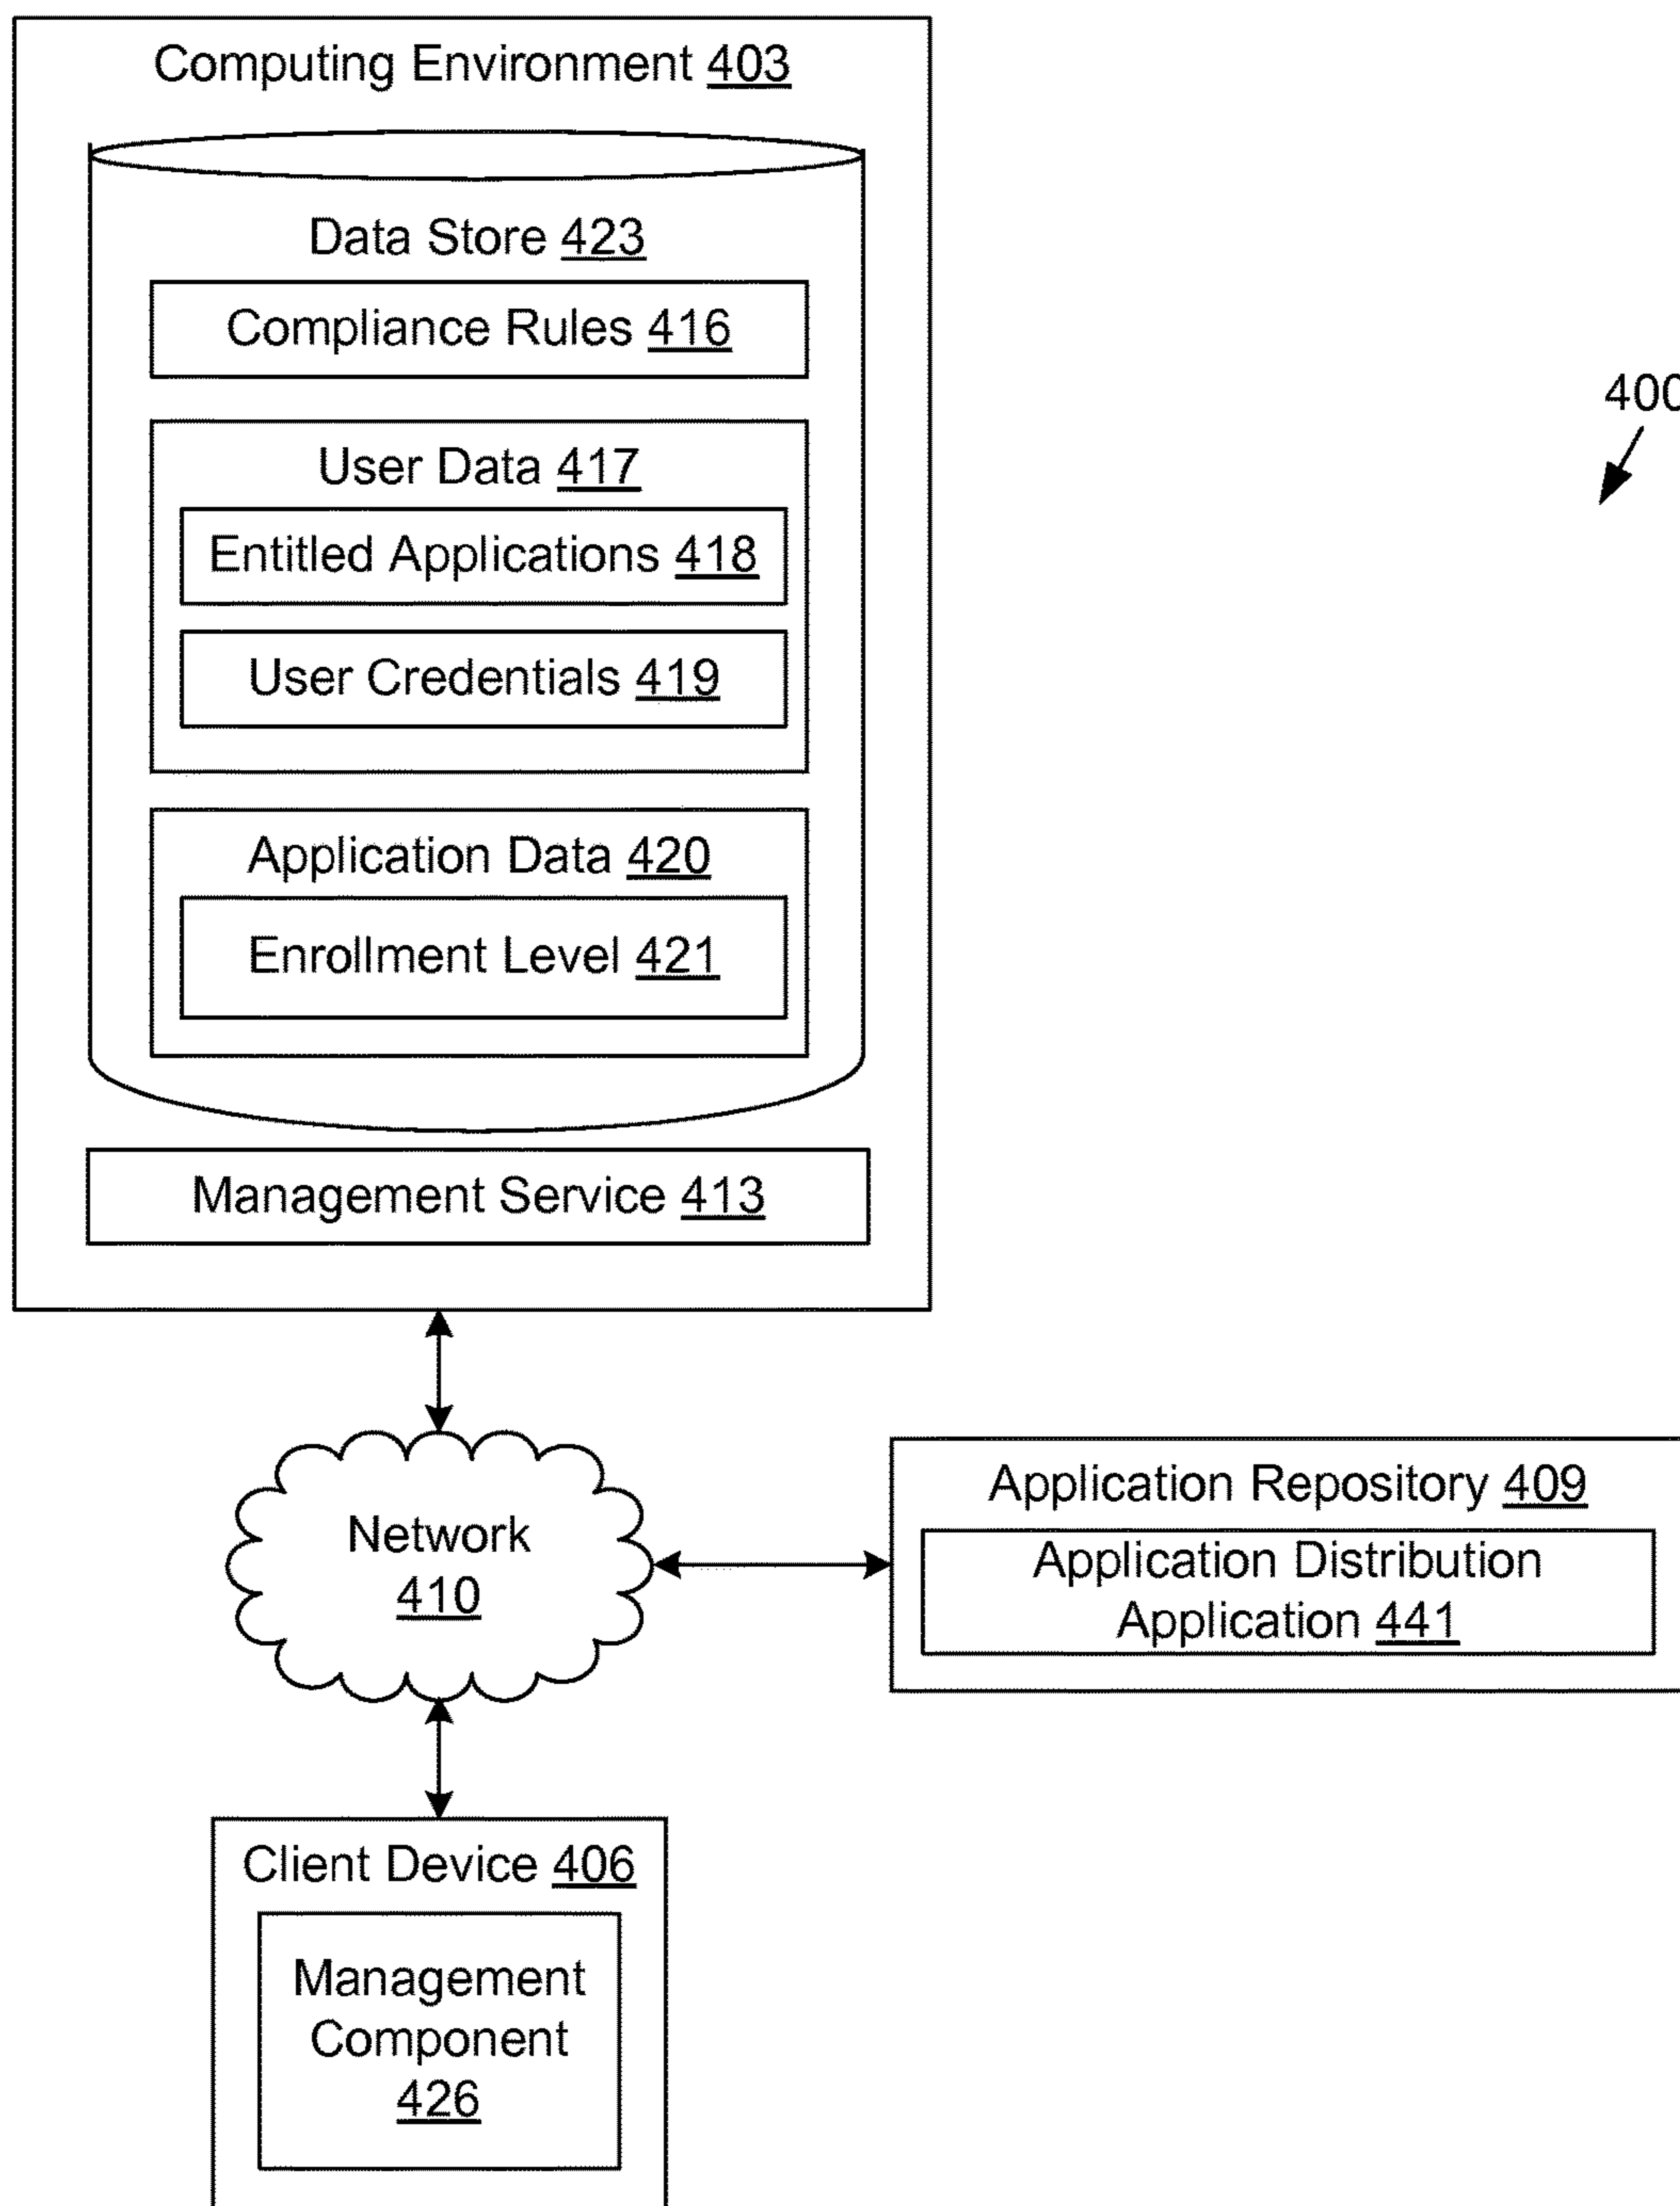 Computing Environment 403
Data Store 423
Compliance Rules 416
400
User Data 417
Entitled Applications 418
User Credentials 419
Application Data 420
Enrollment Level 421
Management Service 413
Network
410
Application Repository 409
Application Distribution
Application 441
Client Device 406
Management
Component
426